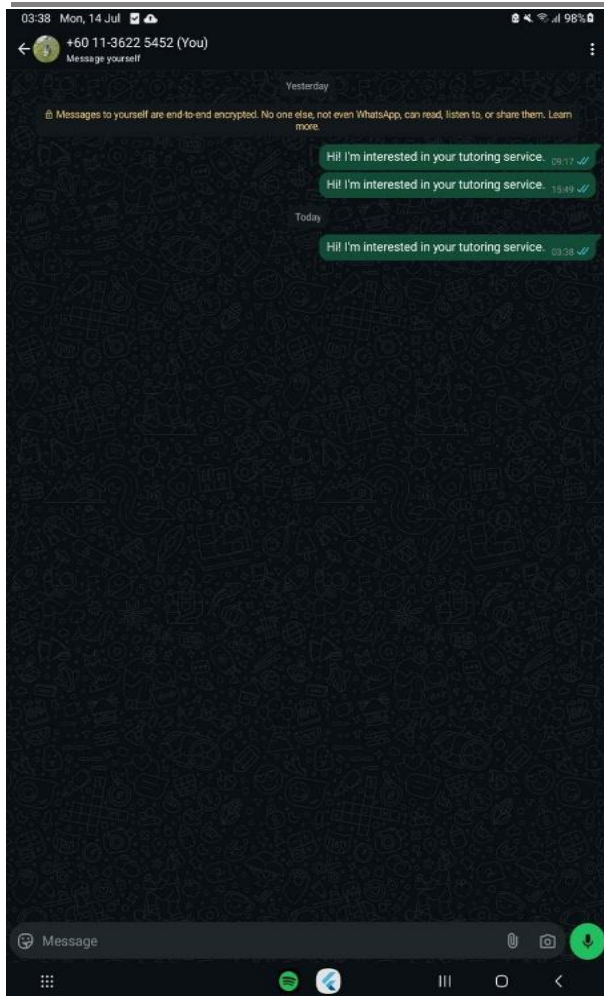 03:38 Mon, 14 Jul 98%
+60 11-3622 5452 (You)
Message yourself
Yesterday
Messages to yourself are end-to-end encrypted. No one else, not even WhatsApp, can read, listen to, or share them. Learn
more.
Hi! I'm interested in your tutoring service. 09:17
Hi! I'm interested in your tutoring service. 15:49
Today
Hi! I'm interested in your tutoring service. 03:38
Message